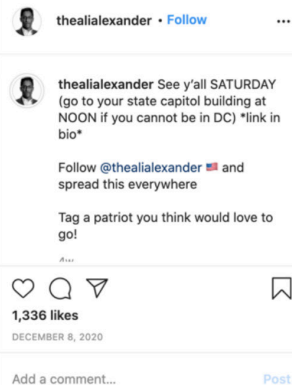 thealialexander • Follow ...
thealialexander See y'all SATURDAY
(go to your state capitol building at
NOON if you cannot be in DC) *link in
bio*
Follow @thealialexander 🇺🇸 and
spread this everywhere
Tag a patriot you think would love to
go!
1,336 likes
DECEMBER 8, 2020
Add a comment...
Post